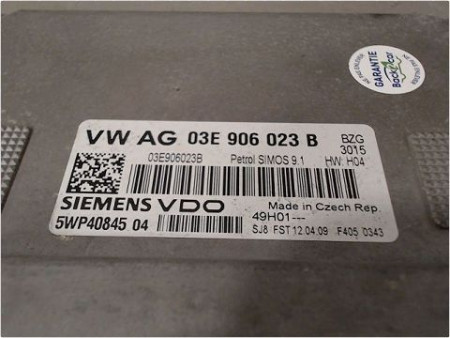 GARANTIE
Back2car
VW AG 03E 906 023 B BZG
3015
03E906023B Petrol SIMOS 9.1 HW: H04
SIEMENS VDO Made in Czech Rep.
5WP40845 04 49H01---
SJ8 FST 12.04.09 F405 0343